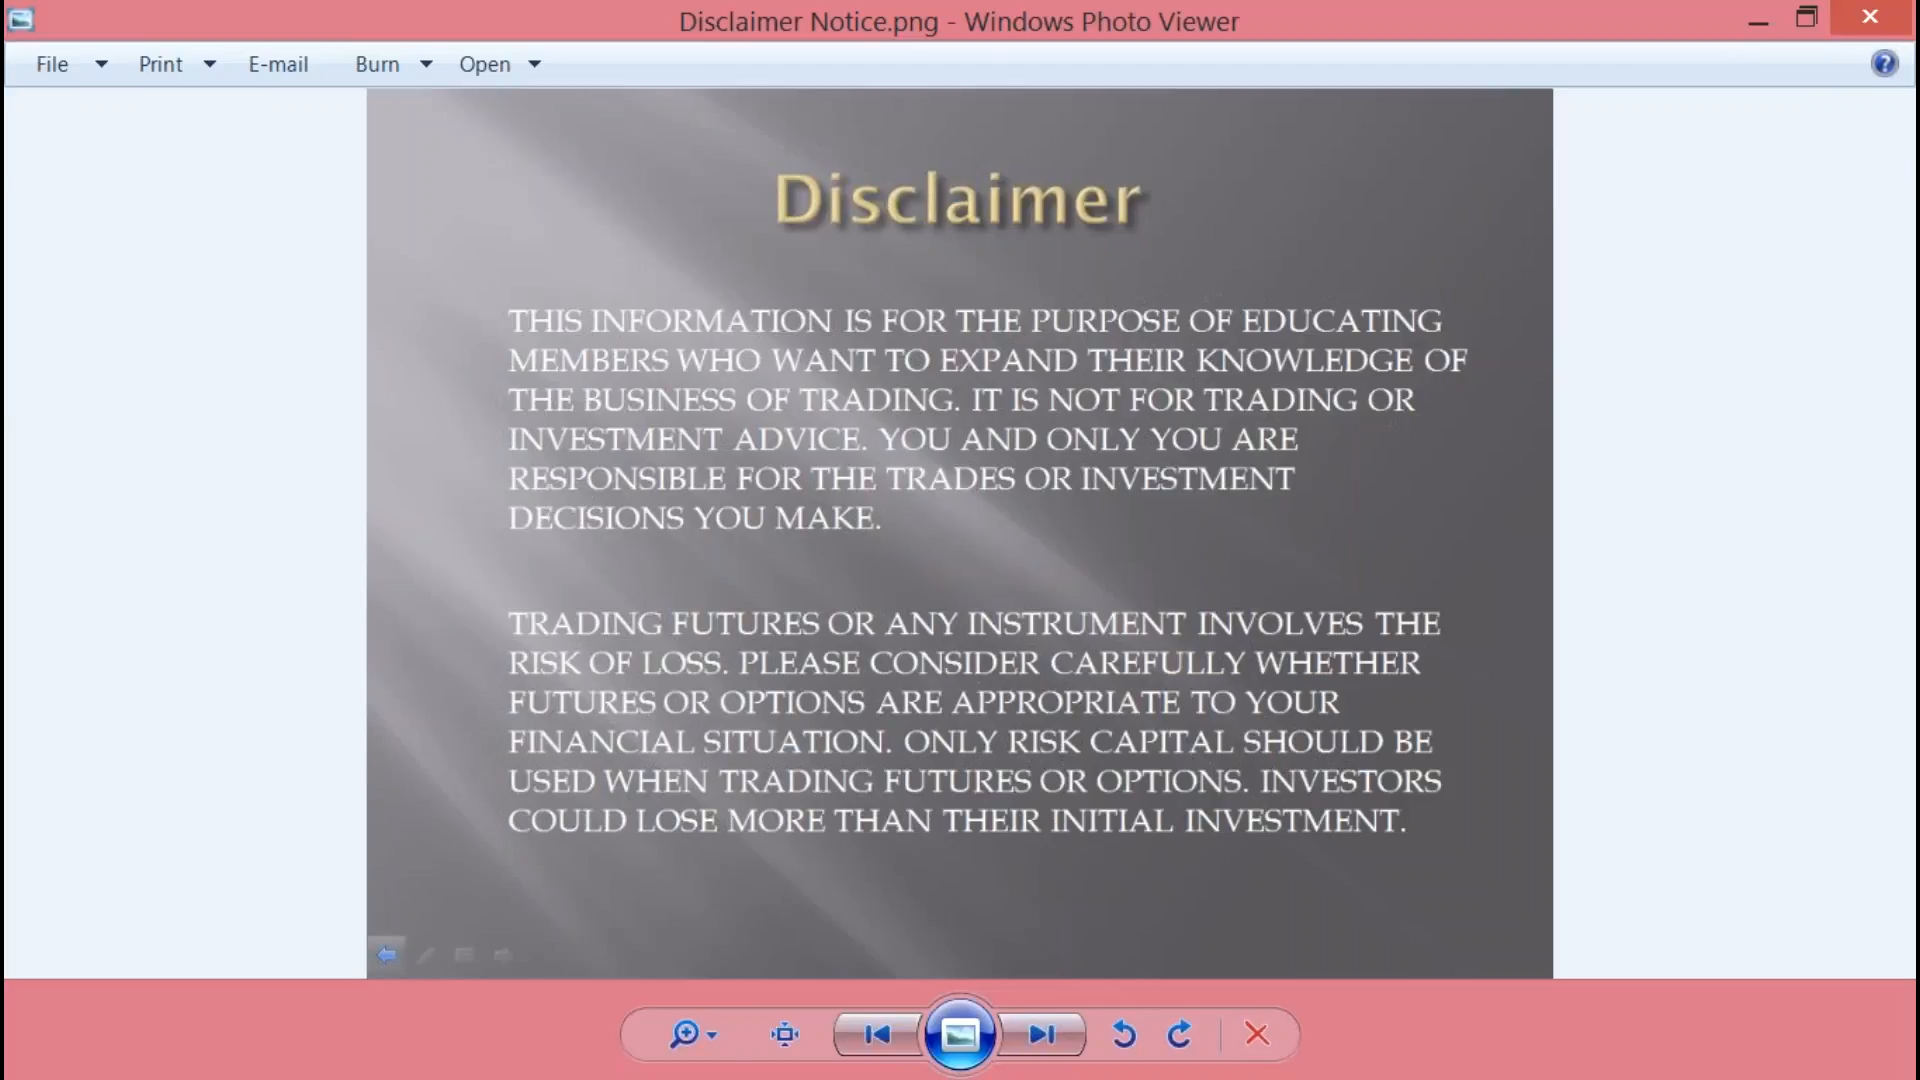 Disclaimer Notice.png - Windows Photo Viewer
File Print E-mail Burn Open
Disclaimer
THIS INFORMATION IS FOR THE PURPOSE OF EDUCATING
MEMBERS WHO WANT TO EXPAND THEIR KNOWLEDGE OF
THE BUSINESS OF TRADING. IT IS NOT FOR TRADING OR
INVESTMENT ADVICE. YOU AND ONLY YOU ARE
RESPONSIBLE FOR THE TRADES OR INVESTMENT
DECISIONS YOU MAKE.
TRADING FUTURES OR ANY INSTRUMENT INVOLVES THE
RISK OF LOSS. PLEASE CONSIDER CAREFULLY WHETHER
FUTURES OR OPTIONS ARE APPROPRIATE TO YOUR
FINANCIAL SITUATION. ONLY RISK CAPITAL SHOULD BE
USED WHEN TRADING FUTURES OR OPTIONS. INVESTORS
COULD LOSE MORE THAN THEIR INITIAL INVESTMENT.